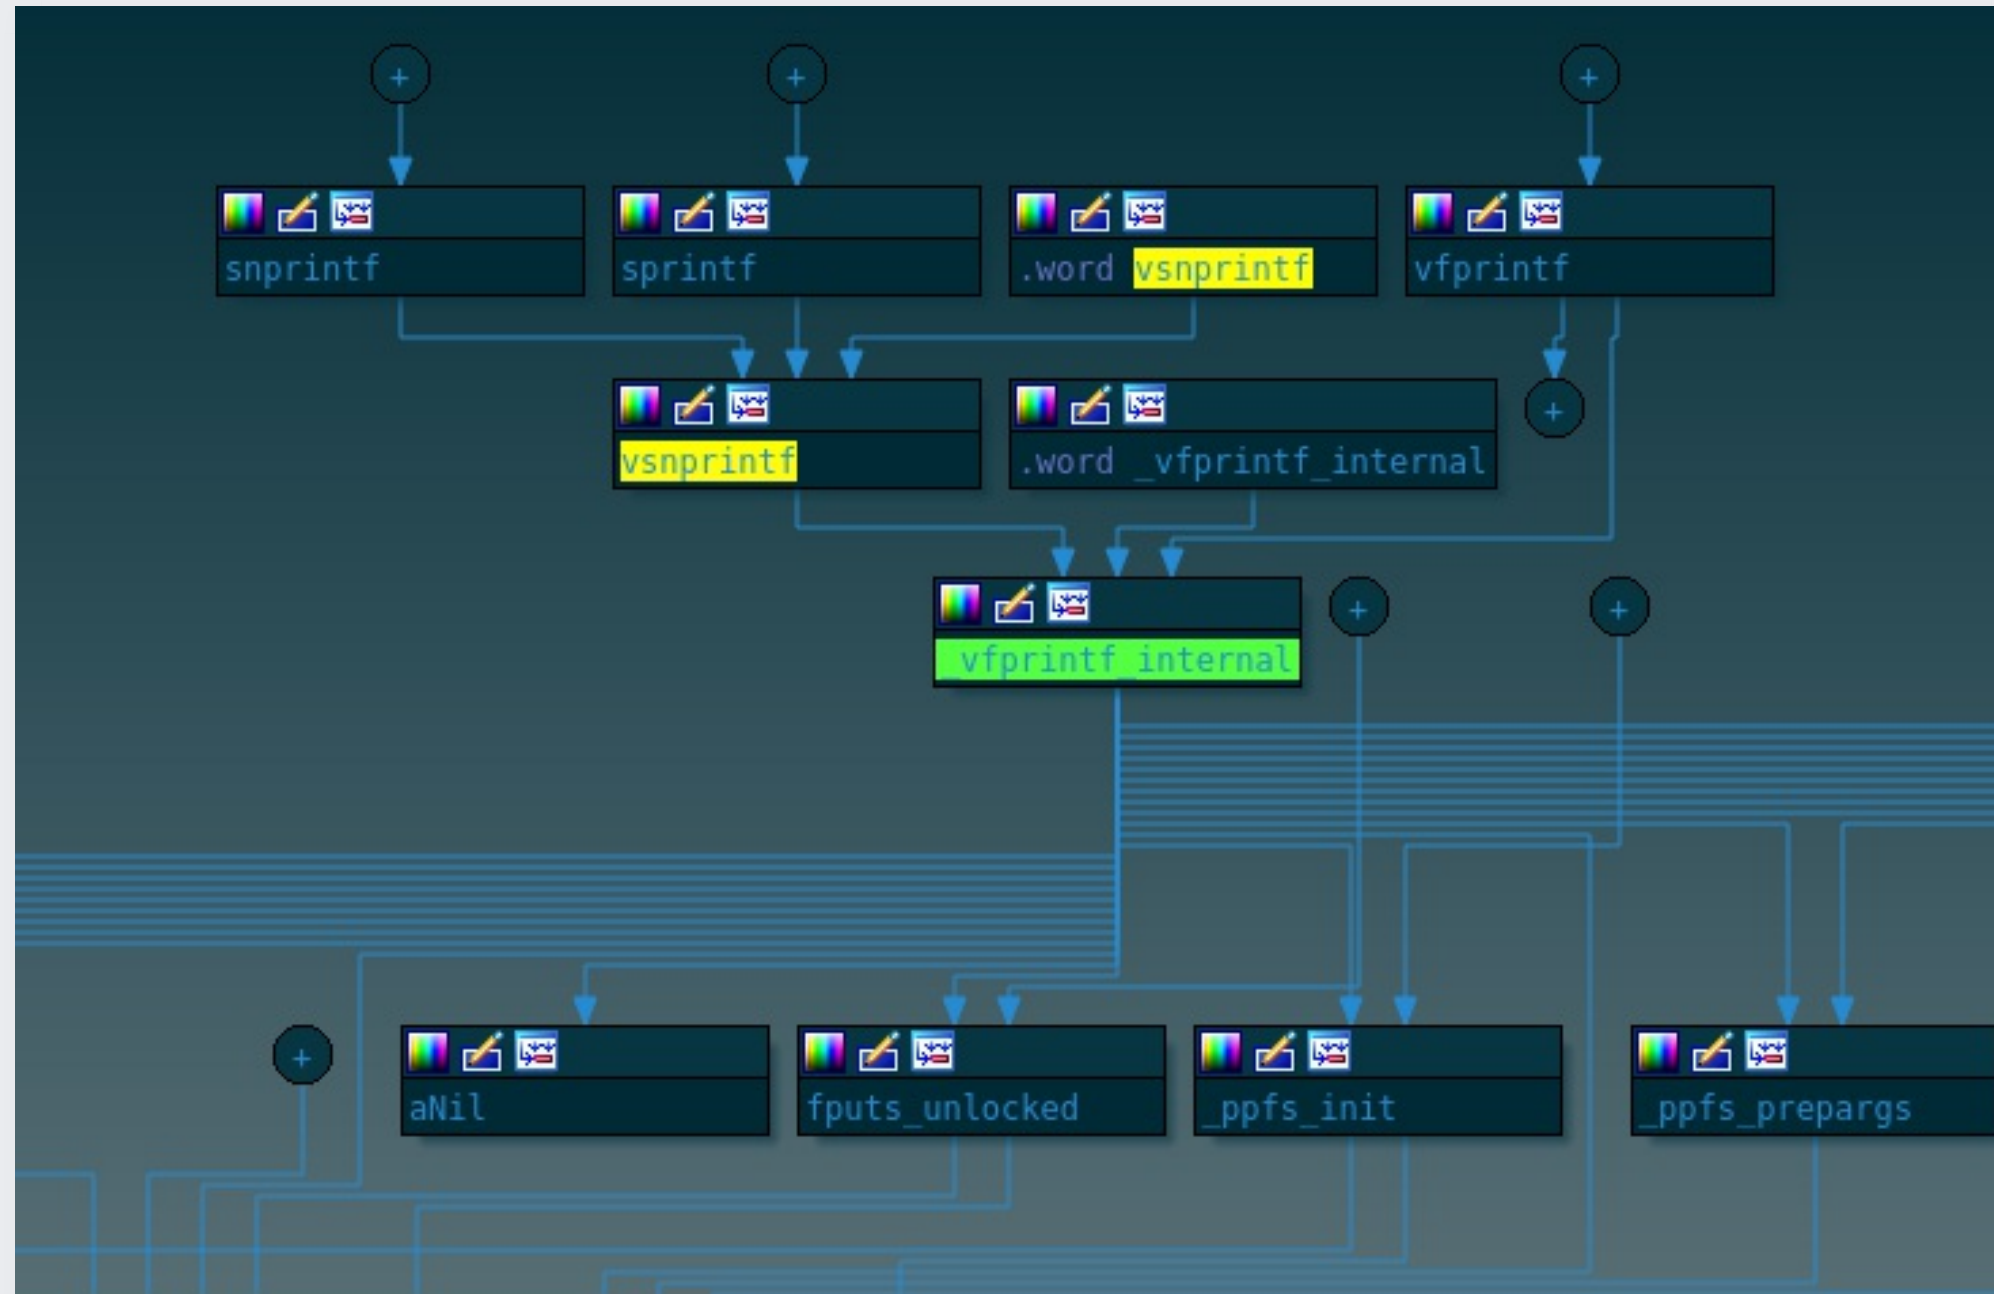 +
+
+
snprintf
sprintf
.word vsnprintf
vfprintf
vsnprintf
.word _vfprintf_internal
+
_vfprintf_internal
+
+
+
aNil
fputs_unlocked
_ppfs_init
_ppfs_prepargs